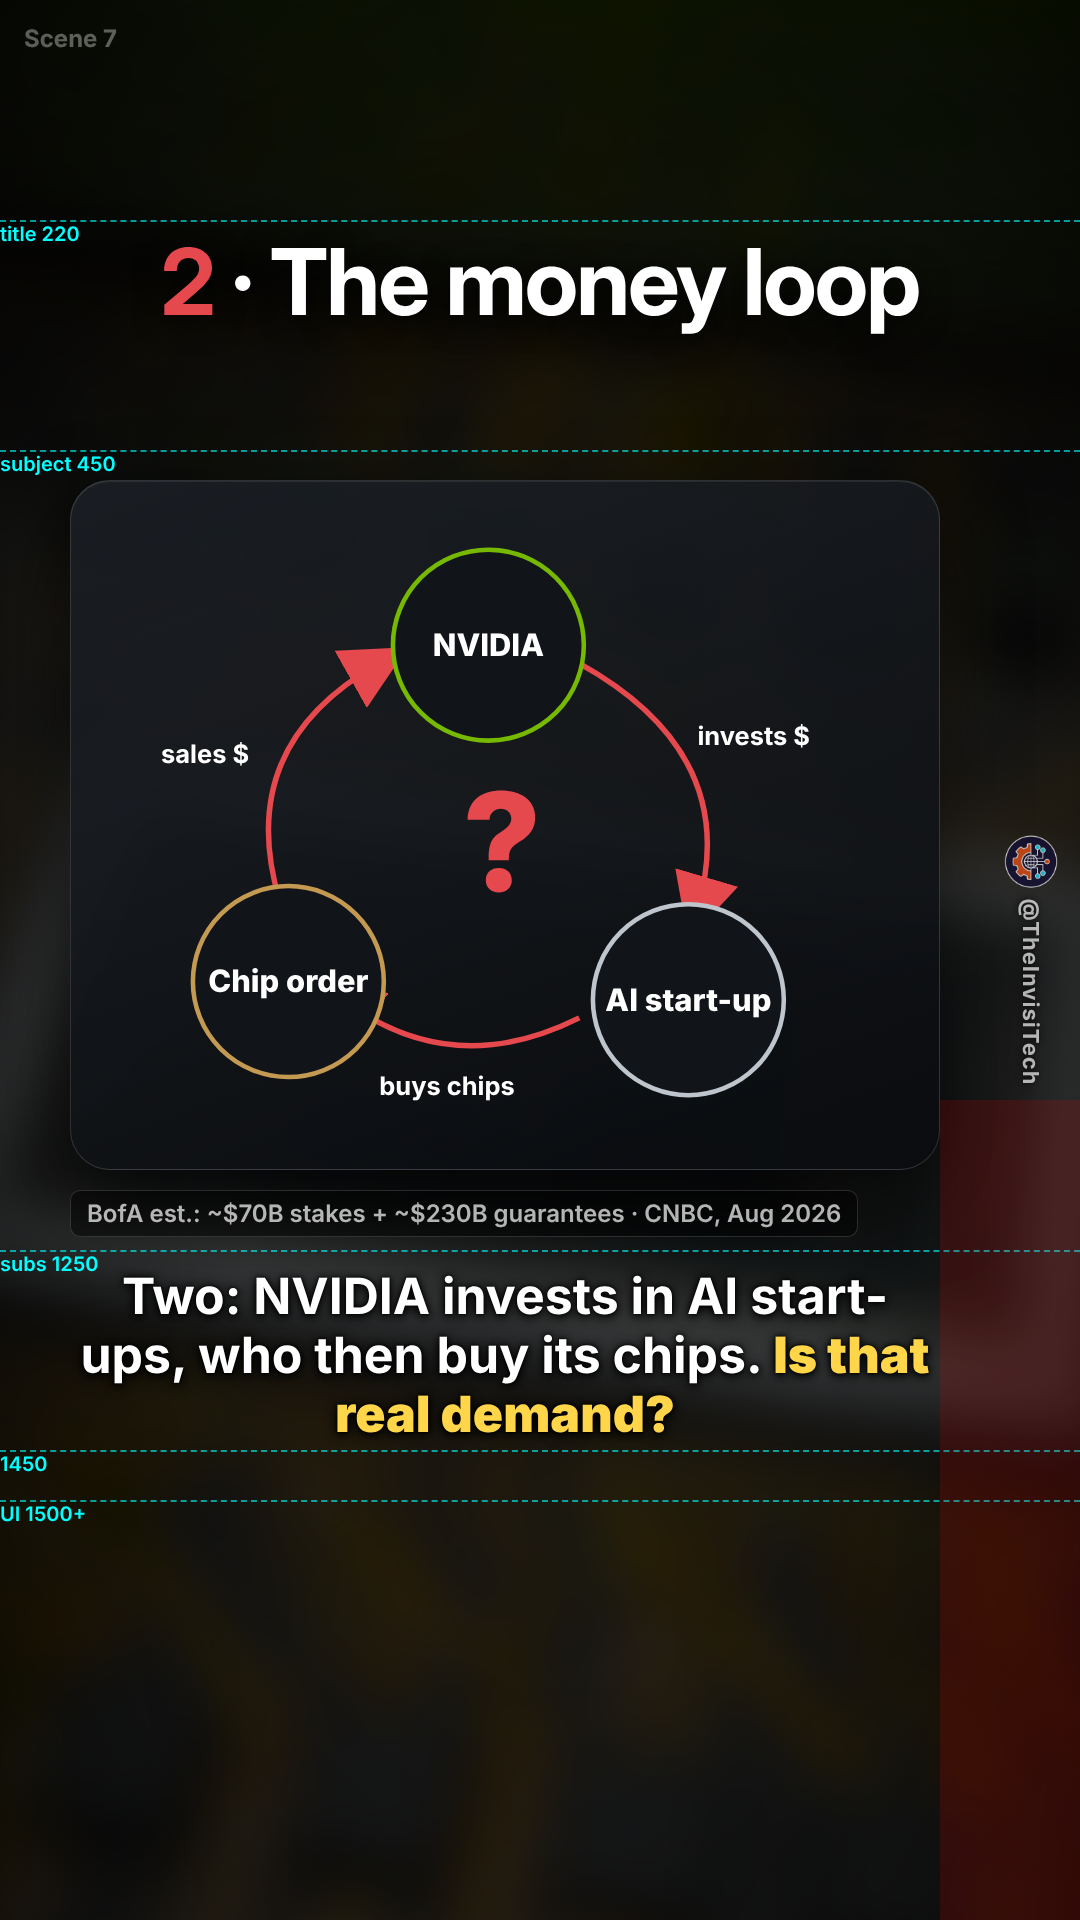 Scene 7
title 220
2 · The money loop
subject 450
NVIDIA
sales $
invests $
?
Chip order
AI start-up
buys chips
@TheInvisiTech
BofA est.: ~$70B stakes + ~$230B guarantees · CNBC, Aug 2026
subs 1250
Two: NVIDIA invests in AI start-
ups, who then buy its chips. Is that
real demand?
1450
UI 1500+